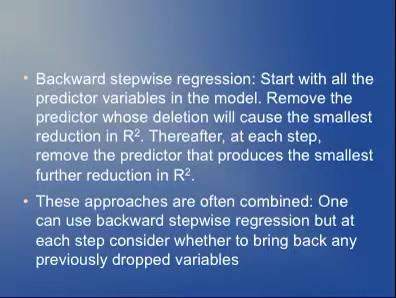 • Backward stepwise regression: Start with all the
predictor variables in the model. Remove the
predictor whose deletion will cause the smallest
reduction in R². Thereafter, at each step,
remove the predictor that produces the smallest
further reduction in R².
• These approaches are often combined: One
can use backward stepwise regression but at
each step consider whether to bring back any
previously dropped variables